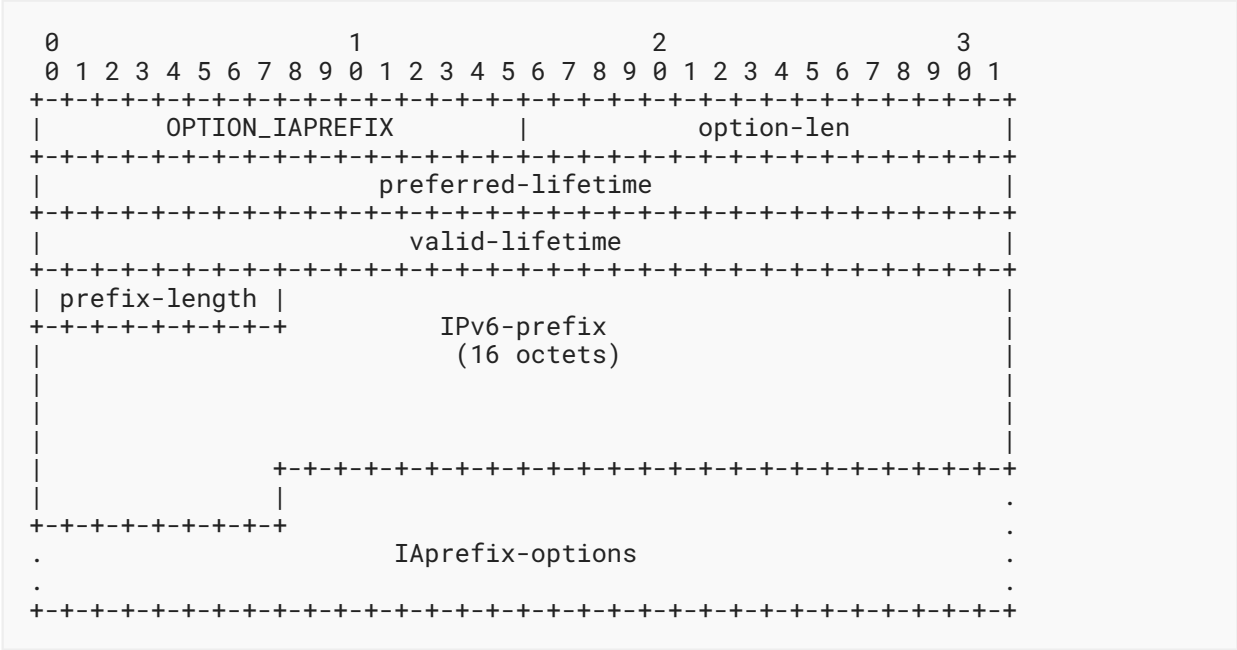 0                   1                   2                   3
 0 1 2 3 4 5 6 7 8 9 0 1 2 3 4 5 6 7 8 9 0 1 2 3 4 5 6 7 8 9 0 1
+-+-+-+-+-+-+-+-+-+-+-+-+-+-+-+-+-+-+-+-+-+-+-+-+-+-+-+-+-+-+-+-+
|        OPTION_IAPREFIX        |           option-len          |
+-+-+-+-+-+-+-+-+-+-+-+-+-+-+-+-+-+-+-+-+-+-+-+-+-+-+-+-+-+-+-+-+
|                      preferred-lifetime                       |
+-+-+-+-+-+-+-+-+-+-+-+-+-+-+-+-+-+-+-+-+-+-+-+-+-+-+-+-+-+-+-+-+
|                        valid-lifetime                         |
+-+-+-+-+-+-+-+-+-+-+-+-+-+-+-+-+-+-+-+-+-+-+-+-+-+-+-+-+-+-+-+-+
| prefix-length |                                               |
+-+-+-+-+-+-+-+-+          IPv6-prefix                          |
|                           (16 octets)                         |
|                                                               |
|                                                               |
|                                                               |
|               +-+-+-+-+-+-+-+-+-+-+-+-+-+-+-+-+-+-+-+-+-+-+-+-+
|               |                                               .
+-+-+-+-+-+-+-+-+                                               .
.                       IAprefix-options                        .
.                                                               .
+-+-+-+-+-+-+-+-+-+-+-+-+-+-+-+-+-+-+-+-+-+-+-+-+-+-+-+-+-+-+-+-+